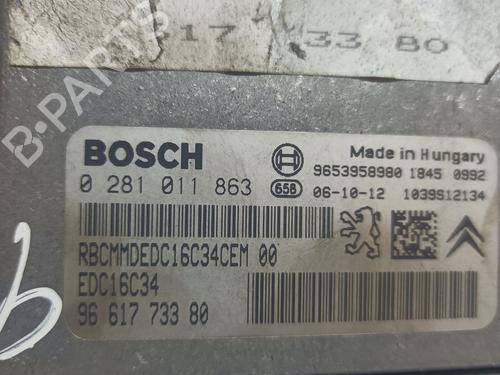 17 33 80
BOSCH
Made in Hungary
9653958980 1845 0992
0 281 011 863
658
06-10-12 1039S12134
RBCMMDEDC16C34CEM 00
EDC16C34
96 617 733 80
B-PARTS